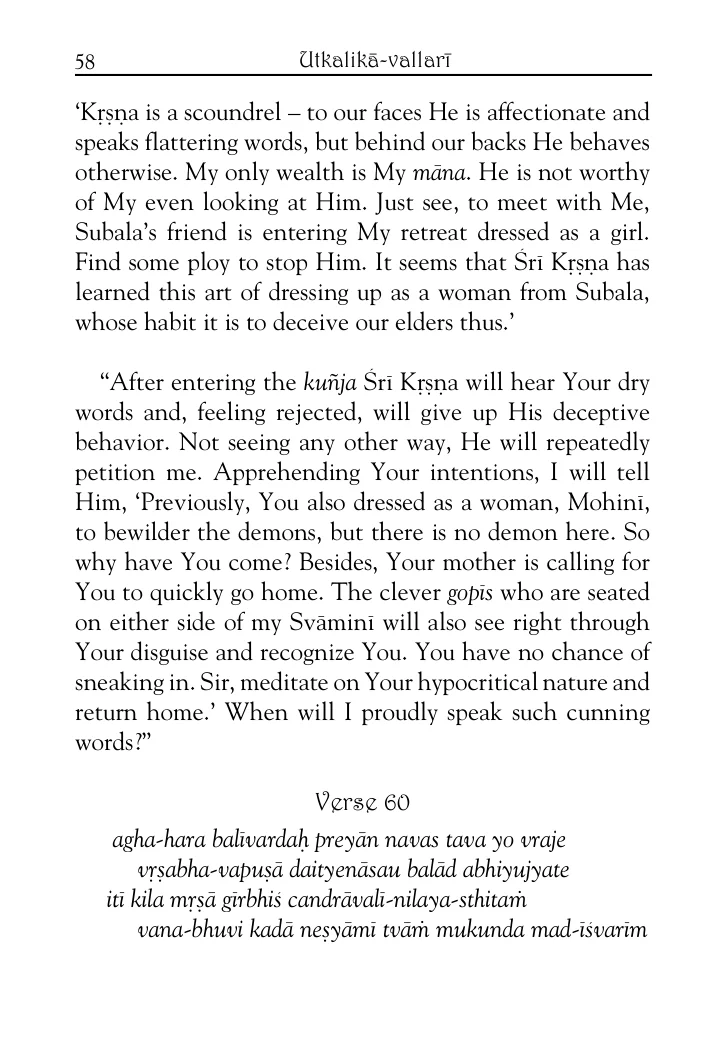 58 Utkalikā-vallarī
‘Kṛṣṇa is a scoundrel – to our faces He is affectionate and
speaks flattering words, but behind our backs He behaves
otherwise. My only wealth is My māna. He is not worthy
of My even looking at Him. Just see, to meet with Me,
Subala’s friend is entering My retreat dressed as a girl.
Find some ploy to stop Him. It seems that Śrī Kṛṣṇa has
learned this art of dressing up as a woman from Subala,
whose habit it is to deceive our elders thus.’
“After entering the kuñja Śrī Kṛṣṇa will hear Your dry
words and, feeling rejected, will give up His deceptive
behavior. Not seeing any other way, He will repeatedly
petition me. Apprehending Your intentions, I will tell
Him, ‘Previously, You also dressed as a woman, Mohinī,
to bewilder the demons, but there is no demon here. So
why have You come? Besides, Your mother is calling for
You to quickly go home. The clever gopīs who are seated
on either side of my Svāminī will also see right through
Your disguise and recognize You. You have no chance of
sneaking in. Sir, meditate on Your hypocritical nature and
return home.’ When will I proudly speak such cunning
words?”
Verse 60
agha-hara balīvardaḥ preyān navas tava yo vraje
vṛṣabha-vapuṣā daityenāsau balād abhiyujyate
itī kila mṛṣā gīrbhiś candrāvalī-nilaya-sthitaṁ
vana-bhuvi kadā neṣyāmī tvāṁ mukunda mad-īśvarīm